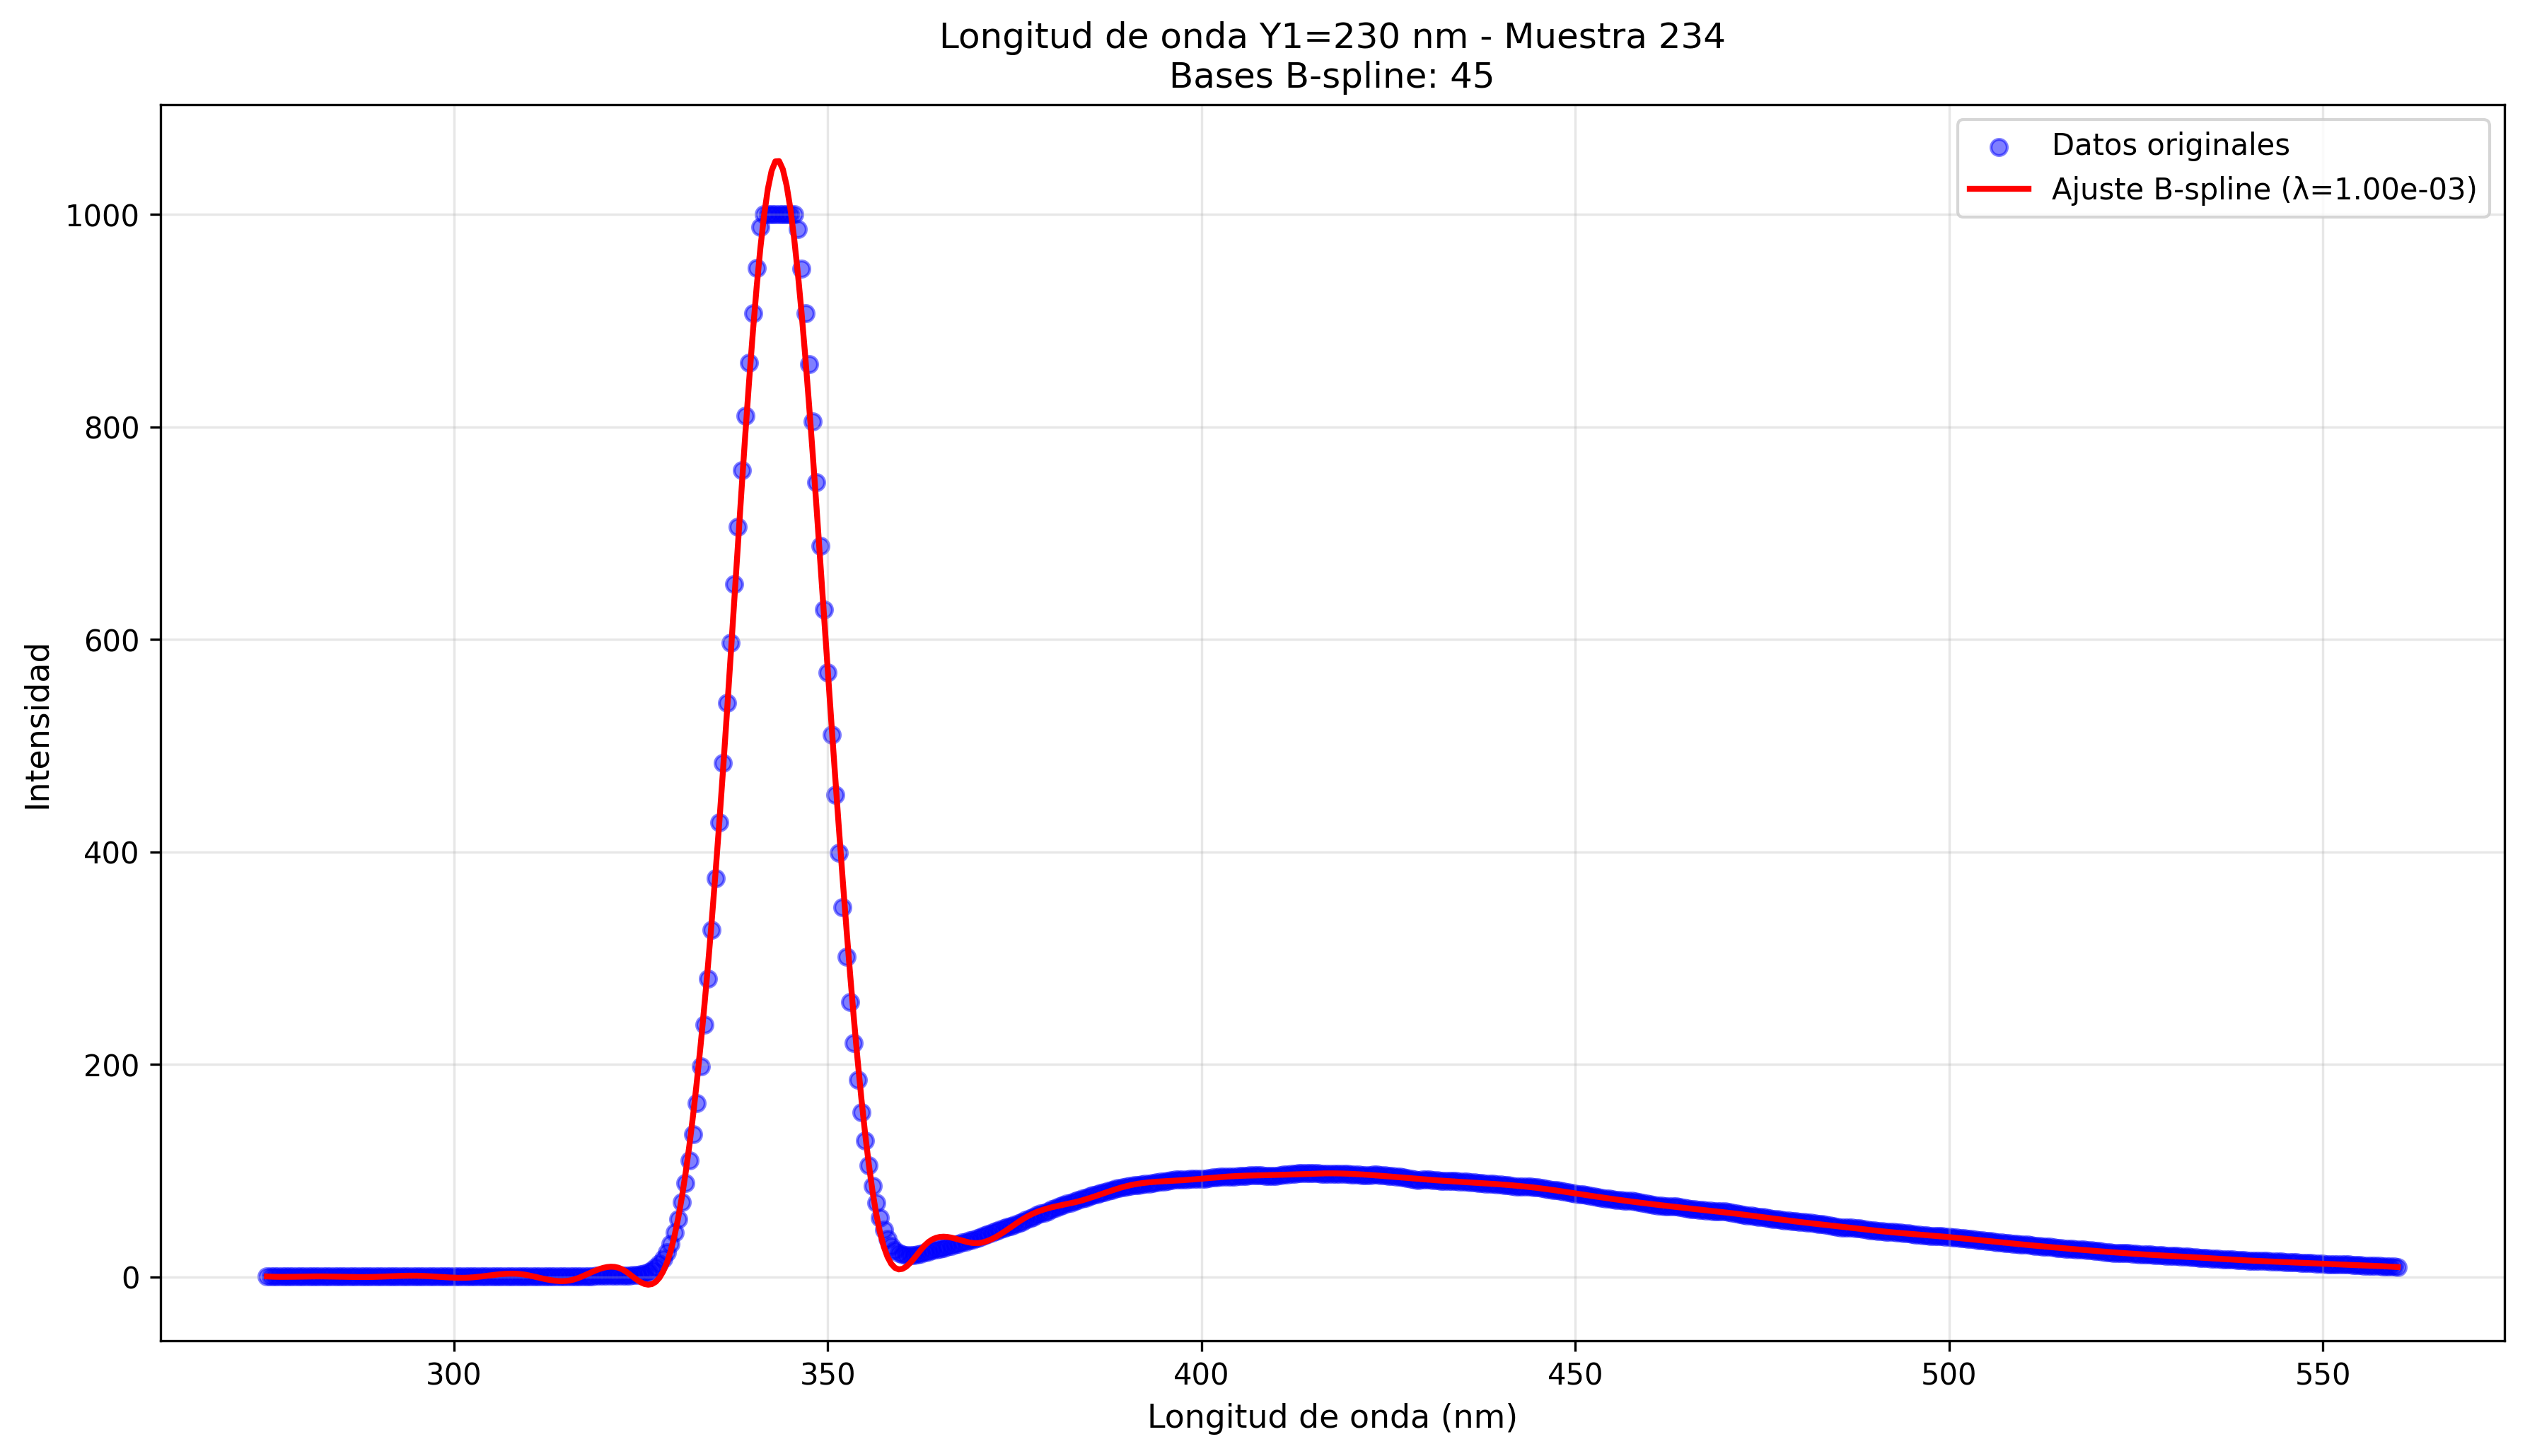 Longitud de onda Y1=230 nm - Muestra 234
Bases B-spline: 45
Datos originales
Ajuste B-spline (λ=1.00e-03)
Intensidad
1000
800
600
400
200
0
300 350 400 450 500 550
Longitud de onda (nm)